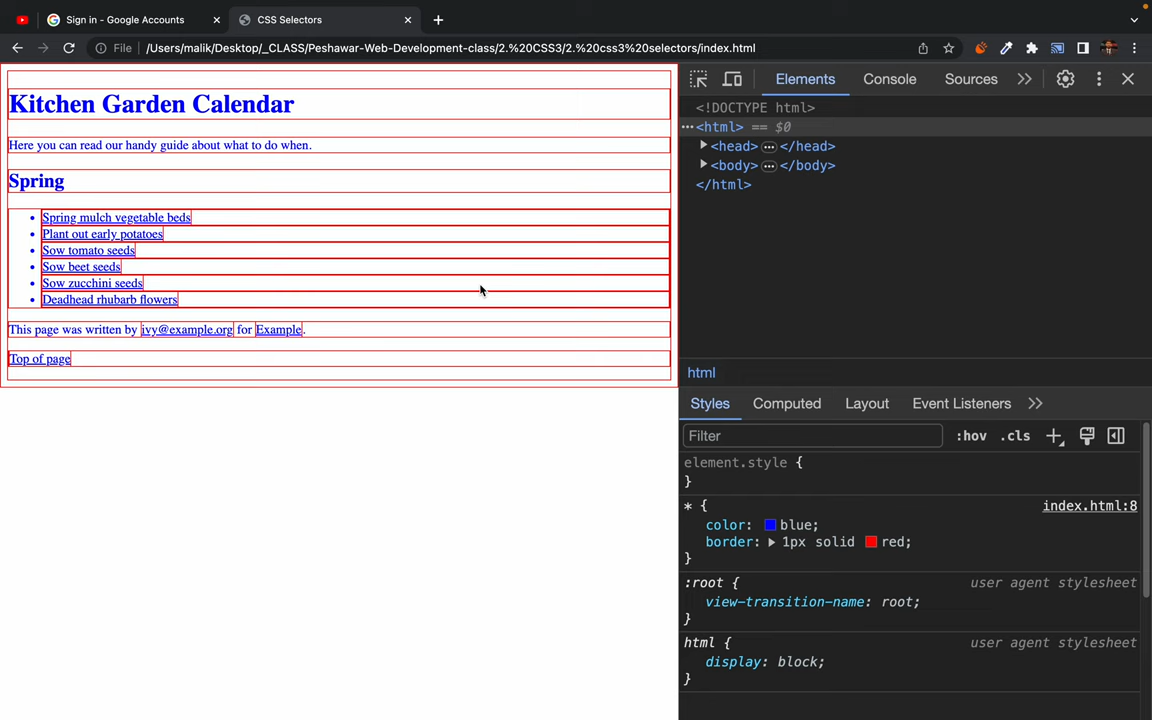 Sign in - Google Accounts
CSS Selectors
File /Users/malik/Desktop/_CLASS/Peshawar-Web-Development-class/2.%20CSS3/2.%20css3%20selectors/index.html
Kitchen Garden Calendar
Here you can read our handy guide about what to do when.
Spring
• Spring mulch vegetable beds
• Plant out early potatoes
• Sow tomato seeds
• Sow beet seeds
• Sow zucchini seeds
• Deadhead rhubarb flowers
This page was written by ivy@example.org for Example.
Top of page
Elements Console Sources
<!DOCTYPE html>
<html> == $0
<head> </head>
<body> </body>
</html>
html
Styles Computed Layout Event Listeners
Filter :hov .cls
element.style {
}
* { index.html:8
color: blue;
border: 1px solid red;
}
:root { user agent stylesheet
view-transition-name: root;
}
html { user agent stylesheet
display: block;
}